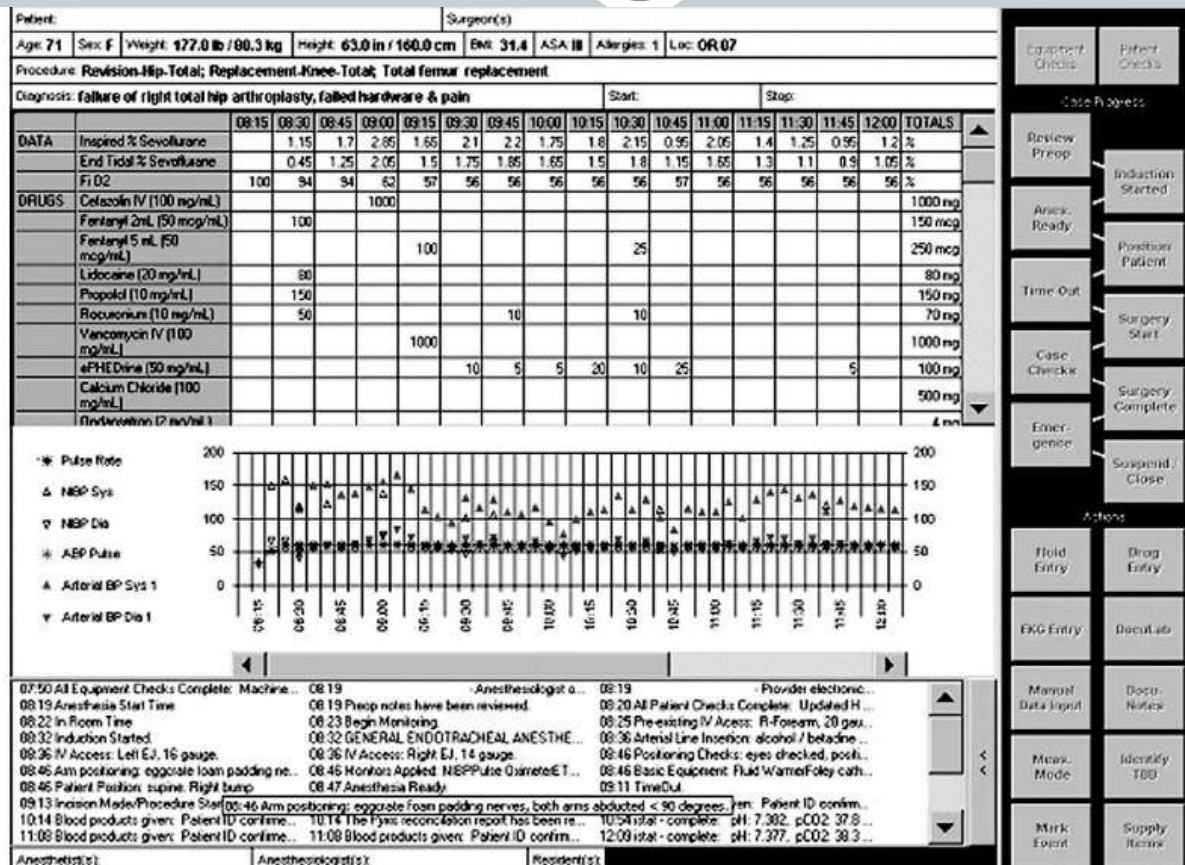 Patient: Surgeon(s)
Age: 71 Sex: F Weight: 177.0 lb / 80.3 kg Height: 63.0 in / 160.0 cm BMI: 31.4 ASA III Allergies: 1 Loc: OR 07
Procedure: Revision-Hip-Total; Replacement-Knee-Total; Total femur replacement
Diagnosis: failure of right total hip arthroplasty, failed hardware & pain Start: Stop:
08:15 08:30 08:45 09:00 09:15 09:30 09:45 10:00 10:15 10:30 10:45 11:00 11:15 11:30 11:45 12:00 TOTALS
DATA Inspired % Sevoflurane 1.15 1.7 2.85 1.65 2.1 2.2 1.75 1.8 2.15 0.95 2.05 1.4 1.25 0.95 1.2 %
End Tidal % Sevoflurane 0.45 1.25 2.05 1.5 1.75 1.85 1.65 1.5 1.8 1.15 1.65 1.3 1.1 0.9 1.05 %
Fi O2 100 94 94 62 57 56 56 56 56 56 57 56 56 56 56 56 %
DRUGS Cefazolin IV (100 mg/mL) 1000 1000 mg
Fentanyl 2mL (50 mcg/mL) 100 150 mcg
Fentanyl 5 mL (50 mcg/mL) 100 25 250 mcg
Lidocaine (20 mg/mL) 80 80 mg
Propofol (10 mg/mL) 150 150 mg
Rocuronium (10 mg/mL) 50 10 10 70 mg
Vancomycin IV (100 mg/mL) 1000 1000 mg
ePHEDrine (50 mg/mL) 10 5 5 20 10 25 5 100 mg
Calcium Chloride (100 mg/mL) 500 mg
Ondansetron (2 mg/mL) 4 mg
Pulse Rate
NIBP Sys
NIBP Dia
ABP Pulse
Arterial BP Sys 1
Arterial BP Dia 1
200 200
150 150
100 100
50 50
0 0
08:15 08:30 08:45 09:00 09:15 09:30 09:45 10:00 10:15 10:30 10:45 11:00 11:15 11:30 11:45 12:00
07:50 All Equipment Checks Complete: Machine... 08:19 - Anesthesiologist a... 08:19 - Provider electronic...
08:19 Anesthesia Start Time 08:19 Preop notes have been reviewed. 08:20 All Patient Checks Complete: Updated H...
08:22 In Room Time 08:23 Begin Monitoring. 08:25 Pre-existing IV Acess: R-Forearm, 20 gau...
08:32 Induction Started. 08:32 GENERAL ENDOTRACHEAL ANESTHE... 08:36 Arterial Line Insertion: alcohol / betadine ...
08:36 IV Access: Left EJ, 16 gauge. 08:36 IV Access: Right EJ, 14 gauge. 08:46 Positioning Checks: eyes checked, positi...
08:46 Arm positioning: eggcrate foam padding ne... 08:46 Monitors Applied: NIBPPulse OximeterET... 08:46 Basic Equipment: Fluid WarmerFoley cath...
08:46 Patient Position: supine. Right bump 08:47 Anesthesia Ready. 09:11 TimeOut.
09:13 Incision Made/Procedure Star 08:46 Arm positioning: eggcrate foam padding nerves, both arms abducted < 90 degrees. ven: Patient ID confirm...
10:14 Blood products given: Patient ID confirme... 10:14 The Pyxis reconciliation report has been re... 10:54 istat - complete: pH: 7.382, pCO2: 37.8 ...
11:08 Blood products given: Patient ID confirm... 11:08 Blood products given: Patient ID confirm... 12:09 istat - complete: pH: 7.377, pCO2: 38.3 ...
Anesthetist(s): Anesthesiologist(s): Resident(s):
Equipment Checks
Patient Checks
Case Progress
Review Preop
Induction Started
Anes. Ready
Position Patient
Time Out
Surgery Start
Case Checks
Surgery Complete
Emer-gence
Suspend / Close
Actions
Fluid Entry
Drug Entry
EKG Entry
DocuLab
Manual Data Input
Docu-Notes
Meas. Mode
Identify TBD
Mark Event
Supply Items